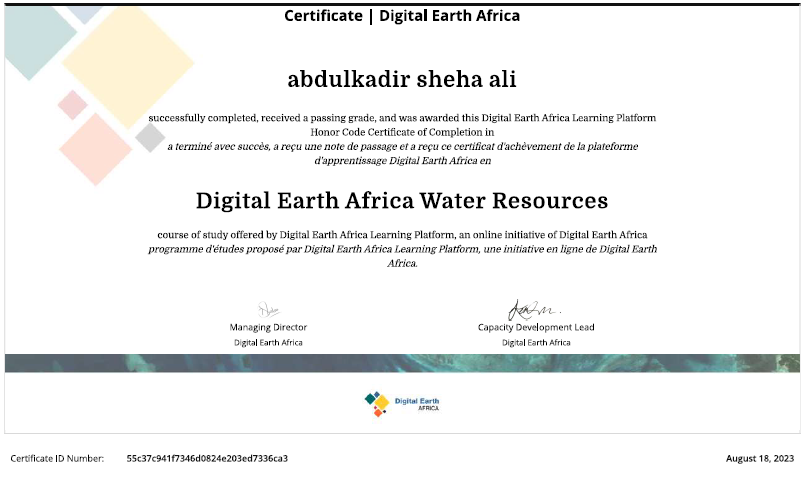 Certificate | Digital Earth Africa
abdulkadir sheha ali
successfully completed, received a passing grade, and was awarded this Digital Earth Africa Learning Platform
Honor Code Certificate of Completion in
a terminé avec succès, a reçu une note de passage et a reçu ce certificat d'achèvement de la plateforme
d'apprentissage Digital Earth Africa en
Digital Earth Africa Water Resources
course of study offered by Digital Earth Africa Learning Platform, an online initiative of Digital Earth Africa
programme d'études proposé par Digital Earth Africa Learning Platform, une initiative en ligne de Digital Earth
Africa.
Managing Director
Digital Earth Africa
Capacity Development Lead
Digital Earth Africa
Digital Earth
AFRICA
Certificate ID Number: 55c37c941f7346d0824e203ed7336ca3
August 18, 2023